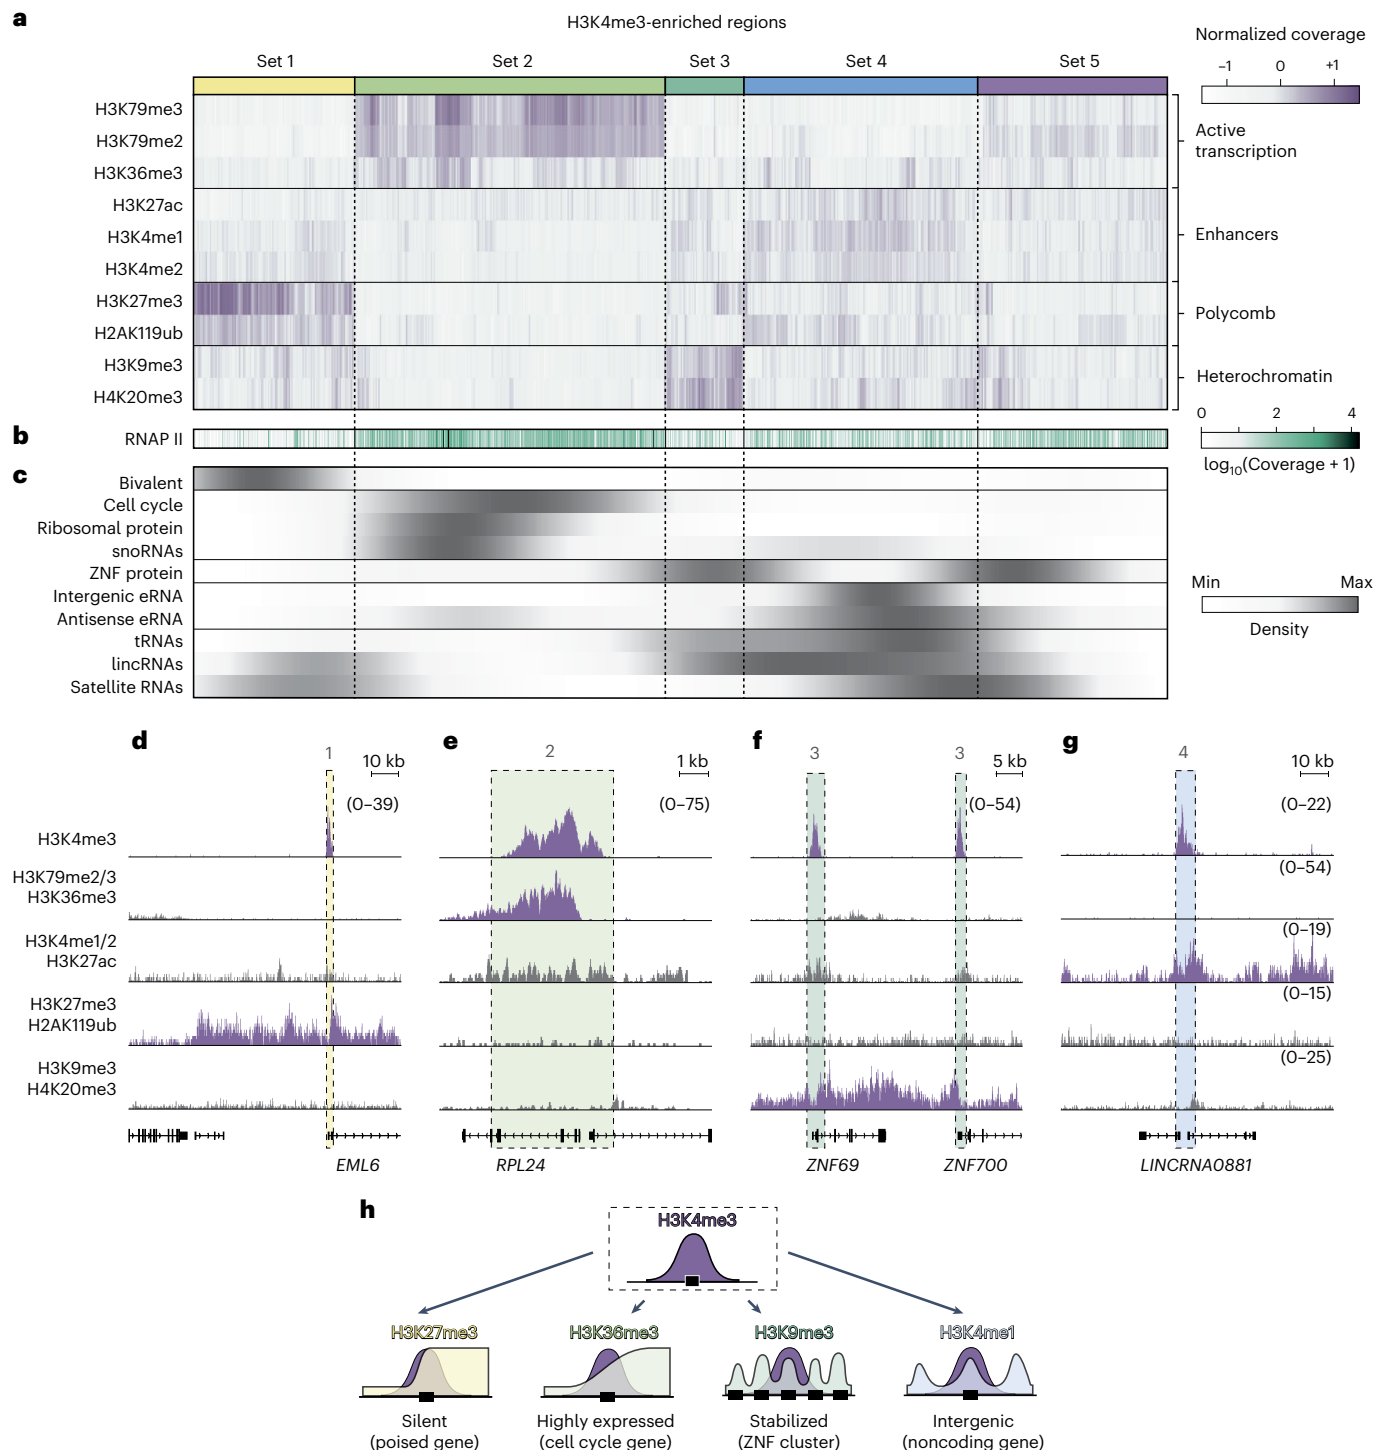 a
H3K4me3-enriched regions
Normalized coverage
–1 0 +1
Set 1 Set 2 Set 3 Set 4 Set 5
H3K79me3
H3K79me2
H3K36me3
Active
transcription
H3K27ac
H3K4me1
H3K4me2
Enhancers
H3K27me3
H2AK119ub
Polycomb
H3K9me3
H4K20me3
Heterochromatin
b
RNAP II
0 2 4
log10(Coverage + 1)
c
Bivalent
Cell cycle
Ribosomal protein
snoRNAs
ZNF protein
Intergenic eRNA
Antisense eRNA
tRNAs
lincRNAs
Satellite RNAs
Min Max
Density
d
1
10 kb
(0–39)
e
2
1 kb
(0–75)
f
3 3
5 kb
(0–54)
g
4
10 kb
(0–22)
H3K4me3
(0–54)
H3K79me2/3
H3K36me3
(0–19)
H3K4me1/2
H3K27ac
(0–15)
H3K27me3
H2AK119ub
(0–25)
H3K9me3
H4K20me3
EML6 RPL24 ZNF69 ZNF700 LINCRNA0881
h
H3K4me3
H3K27me3 H3K36me3 H3K9me3 H3K4me1
Silent Highly expressed Stabilized Intergenic
(poised gene) (cell cycle gene) (ZNF cluster) (noncoding gene)